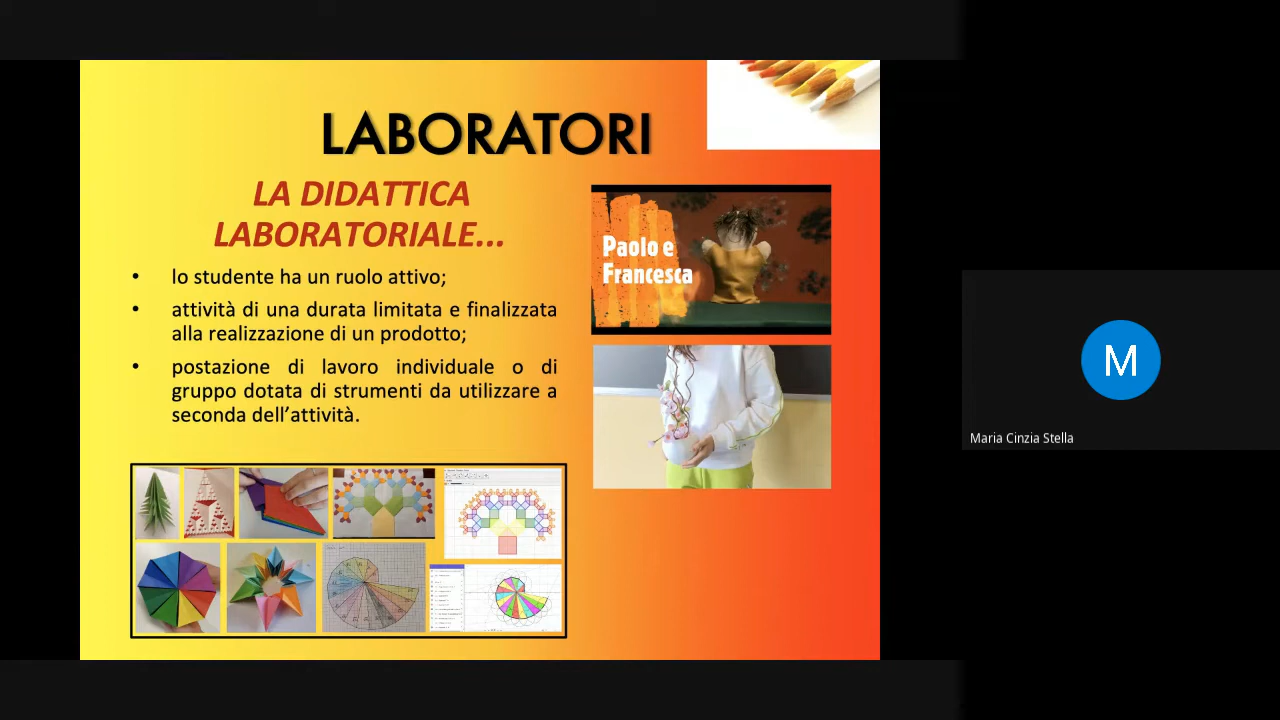 LABORATORI
LA DIDATTICA
LABORATORIALE...
• lo studente ha un ruolo attivo;
• attività di una durata limitata e finalizzata
alla realizzazione di un prodotto;
• postazione di lavoro individuale o di
gruppo dotata di strumenti da utilizzare a
seconda dell’attività.
Paolo e
Francesca
M
Maria Cinzia Stella